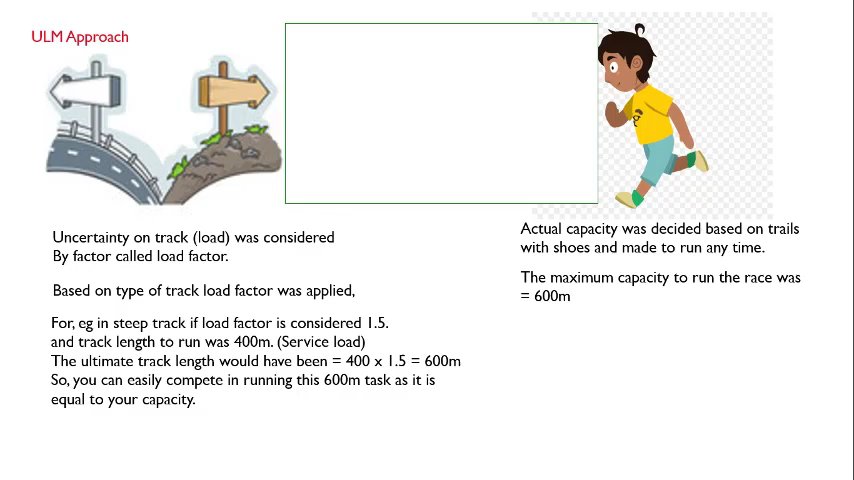 ULM Approach
Uncertainty on track (load) was considered
By factor called load factor.
Based on type of track load factor was applied,
For, eg in steep track if load factor is considered 1.5.
and track length to run was 400m. (Service load)
The ultimate track length would have been = 400 x 1.5 = 600m
So, you can easily compete in running this 600m task as it is
equal to your capacity.
Actual capacity was decided based on trails
with shoes and made to run any time.
The maximum capacity to run the race was
= 600m